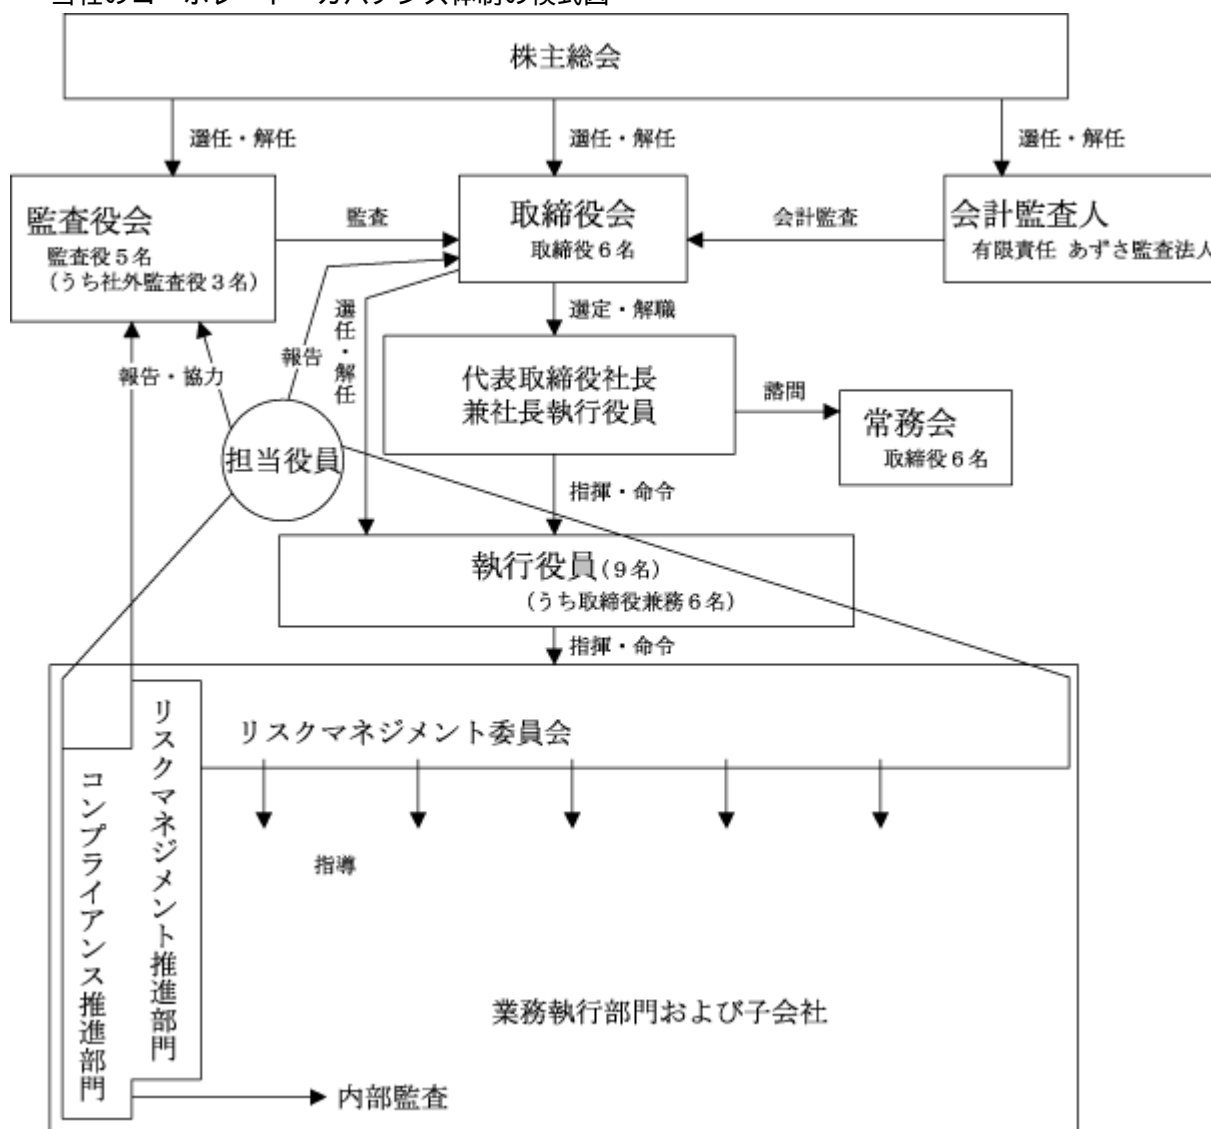 当社のコーポレート・ガバナンス体制の模式図
株主総会
選任・解任
選任・解任
選任・解任
監査役会
監査役5名
(うち社外監査役3名)
監査
取締役会
取締役6名
会計監査
会計監査人
有限責任 あずさ監査法人
選任・解任
選定・解職
報告
報告・協力
代表取締役社長
兼社長執行役員
諮問
常務会
取締役6名
担当役員
指揮・命令
執行役員(9名)
(うち取締役兼務6名)
指揮・命令
リスクマネジメント委員会
リスクマネジメント推進部門
コンプライアンス推進部門
指導
業務執行部門および子会社
内部監査